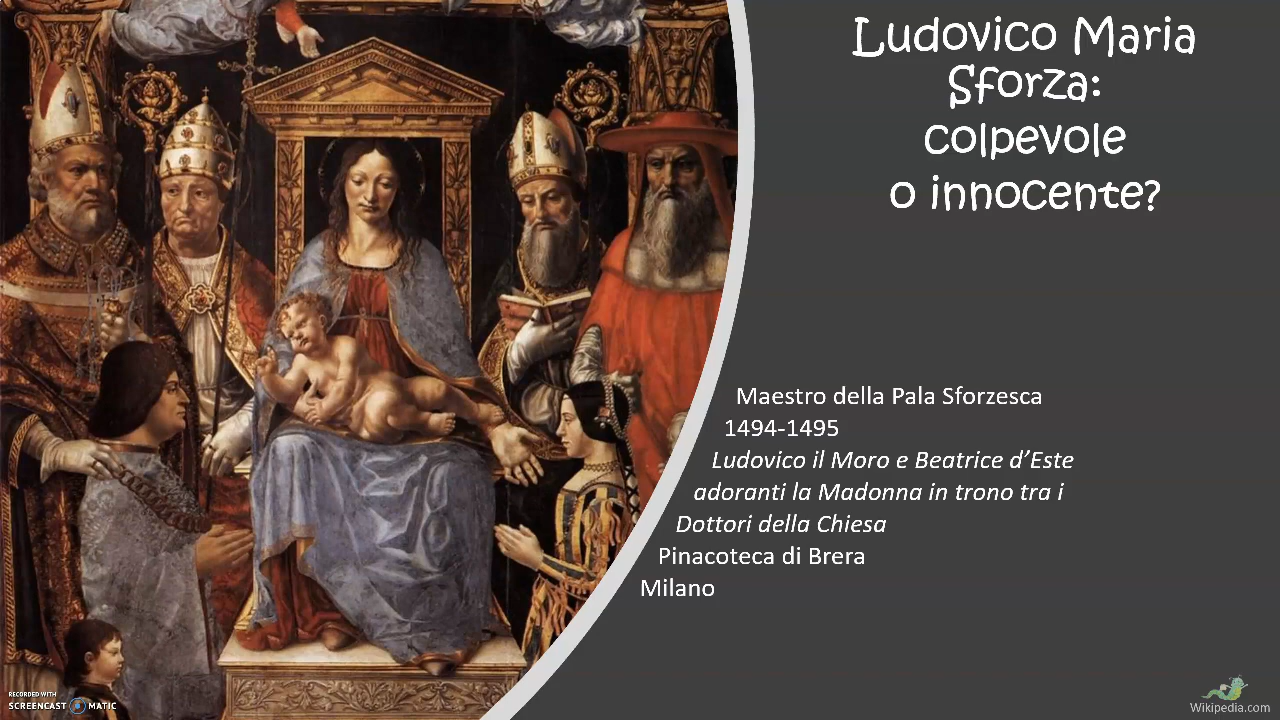 Ludovico Maria
Sforza:
colpevole
o innocente?
Maestro della Pala Sforzesca
1494-1495
Ludovico il Moro e Beatrice d’Este
adoranti la Madonna in trono tra i
Dottori della Chiesa
Pinacoteca di Brera
Milano
RECORDED WITH
SCREENCAST MATIC
Wikipedia.com